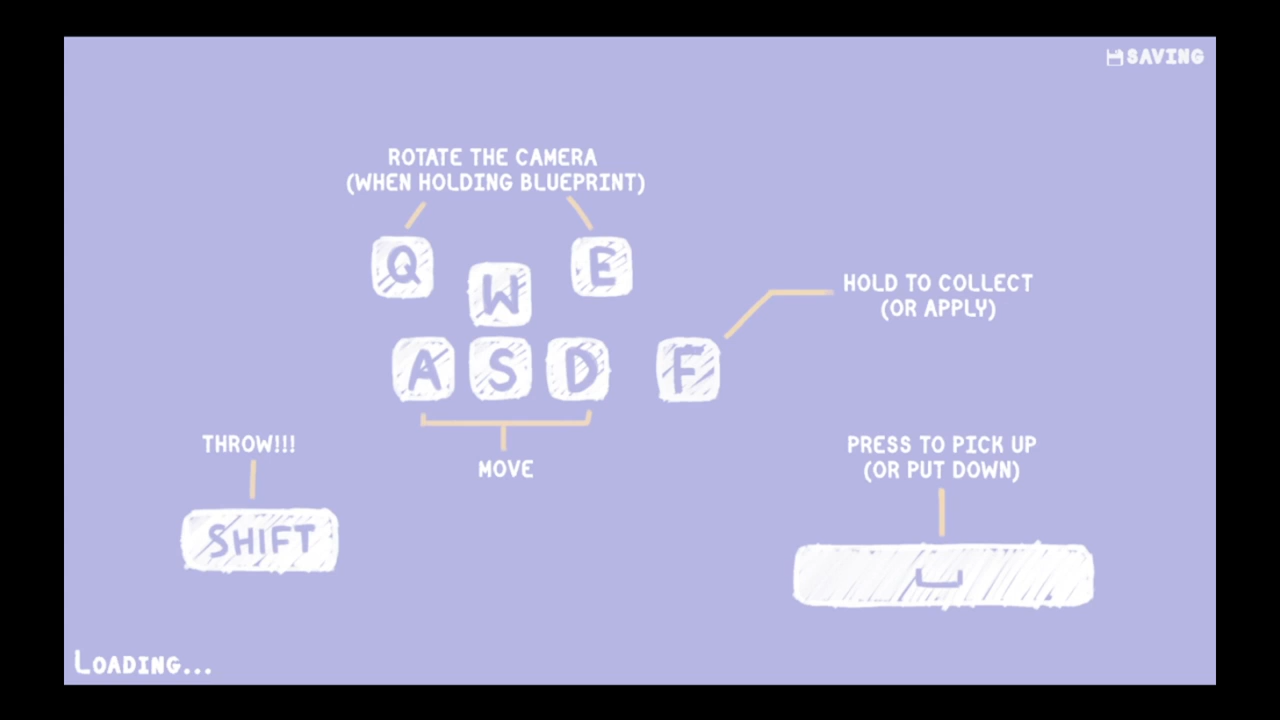 SAVING
ROTATE THE CAMERA
(WHEN HOLDING BLUEPRINT)
Q
W
E
HOLD TO COLLECT
(OR APPLY)
A
S
D
F
THROW!!!
MOVE
PRESS TO PICK UP
(OR PUT DOWN)
SHIFT
LOADING...